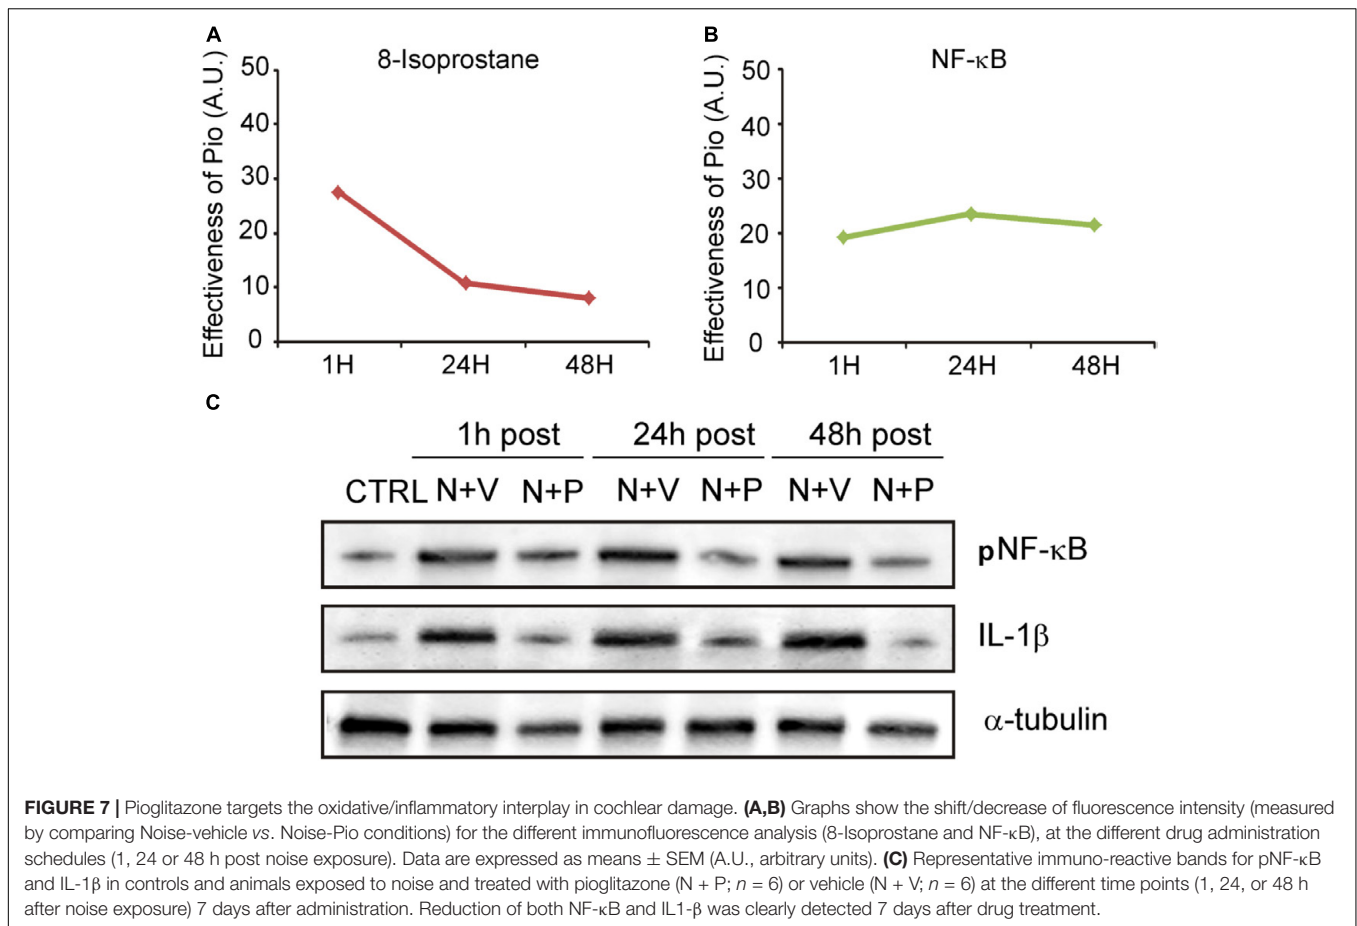 A
8-Isoprostane
Effectiveness of Pio (A.U.)
50
40
30
20
10
0
1H 24H 48H
B
NF-κB
Effectiveness of Pio (A.U.)
50
40
30
20
10
0
1H 24H 48H
C
1h post 24h post 48h post
CTRL N+V N+P N+V N+P N+V N+P
pNF-κB
IL-1β
α-tubulin
FIGURE 7 | Pioglitazone targets the oxidative/inflammatory interplay in cochlear damage. (A,B) Graphs show the shift/decrease of fluorescence intensity (measured
by comparing Noise-vehicle vs. Noise-Pio conditions) for the different immunofluorescence analysis (8-Isoprostane and NF-κB), at the different drug administration
schedules (1, 24 or 48 h post noise exposure). Data are expressed as means ± SEM (A.U., arbitrary units). (C) Representative immuno-reactive bands for pNF-κB
and IL-1β in controls and animals exposed to noise and treated with pioglitazone (N + P; n = 6) or vehicle (N + V; n = 6) at the different time points (1, 24, or 48 h
after noise exposure) 7 days after administration. Reduction of both NF-κB and IL1-β was clearly detected 7 days after drug treatment.